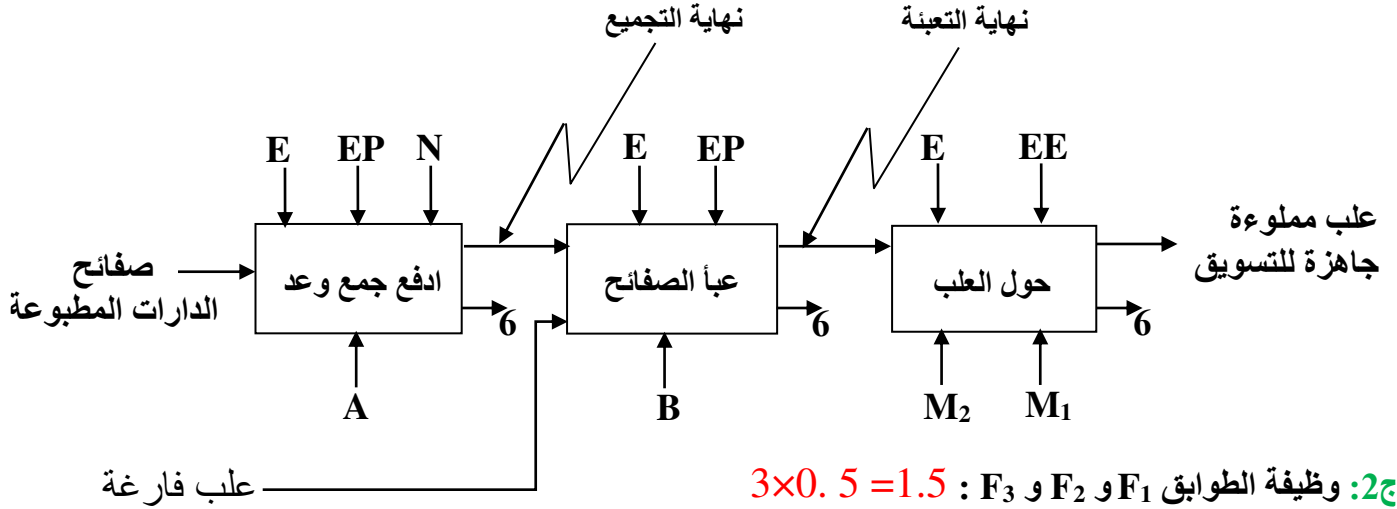 نهاية التجميع
نهاية التعبئة
E EP N
E EP
E EE
صفائح
الدارات المطبوعة
ادفع جمع وعد
6
عبأ الصفائح
6
حول العلب
6
علب مملوءة
جاهزة للتسويق
A
B
M₂ M₁
علب فارغة
ج2: وظيفة الطوابق F₁ و F₂ و F₃ : 3×0. 5 =1.5